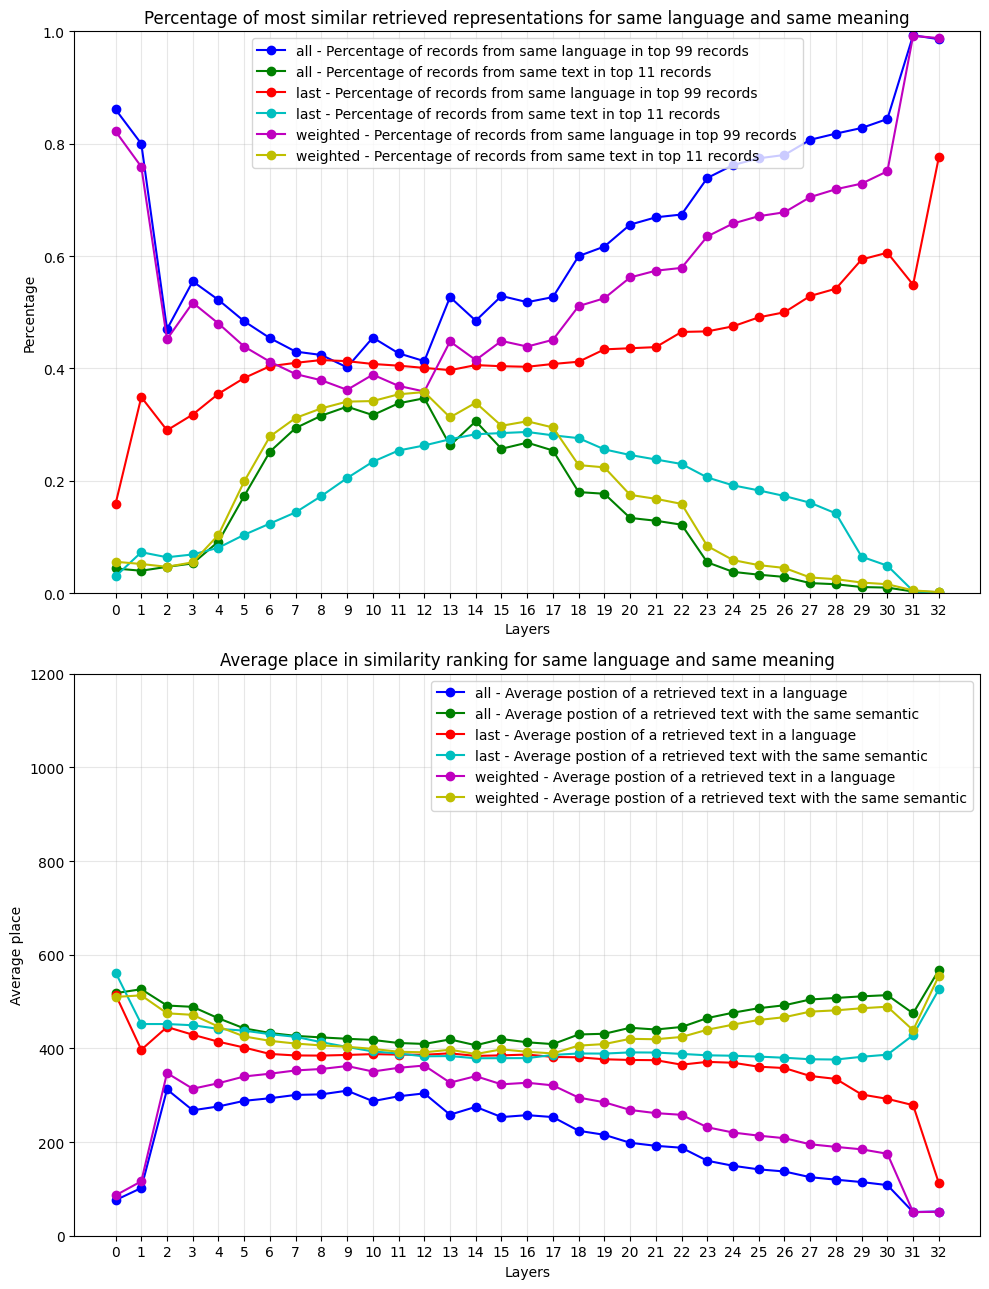 Percentage of most similar retrieved representations for same language and same meaning
all - Percentage of records from same language in top 99 records
all - Percentage of records from same text in top 11 records
last - Percentage of records from same language in top 99 records
last - Percentage of records from same text in top 11 records
weighted - Percentage of records from same language in top 99 records
weighted - Percentage of records from same text in top 11 records
Percentage
1.0
0.8
0.6
0.4
0.2
0.0
0 1 2 3 4 5 6 7 8 9 10 11 12 13 14 15 16 17 18 19 20 21 22 23 24 25 26 27 28 29 30 31 32
Layers
Average place in similarity ranking for same language and same meaning
all - Average postion of a retrieved text in a language
all - Average postion of a retrieved text with the same semantic
last - Average postion of a retrieved text in a language
last - Average postion of a retrieved text with the same semantic
weighted - Average postion of a retrieved text in a language
weighted - Average postion of a retrieved text with the same semantic
Average place
1200
1000
800
600
400
200
0
0 1 2 3 4 5 6 7 8 9 10 11 12 13 14 15 16 17 18 19 20 21 22 23 24 25 26 27 28 29 30 31 32
Layers